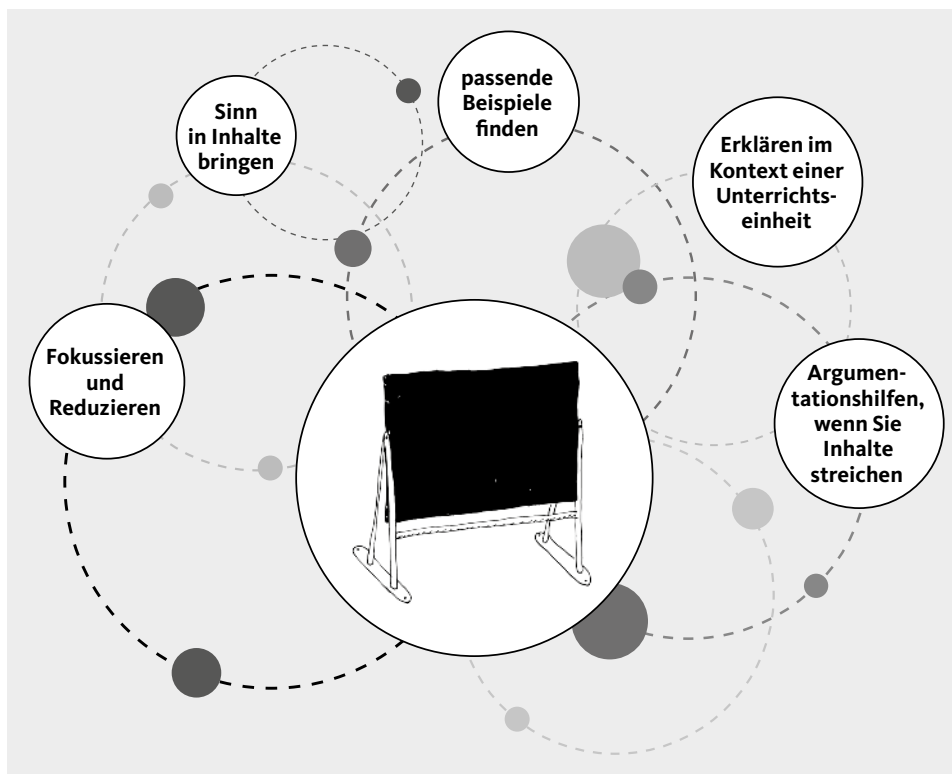 Sinn
in Inhalte
bringen
passende
Beispiele
finden
Erklären im
Kontext einer
Unterrichts-
einheit
Fokussieren
und
Reduzieren
Argumen-
tationshilfen,
wenn Sie
Inhalte
streichen